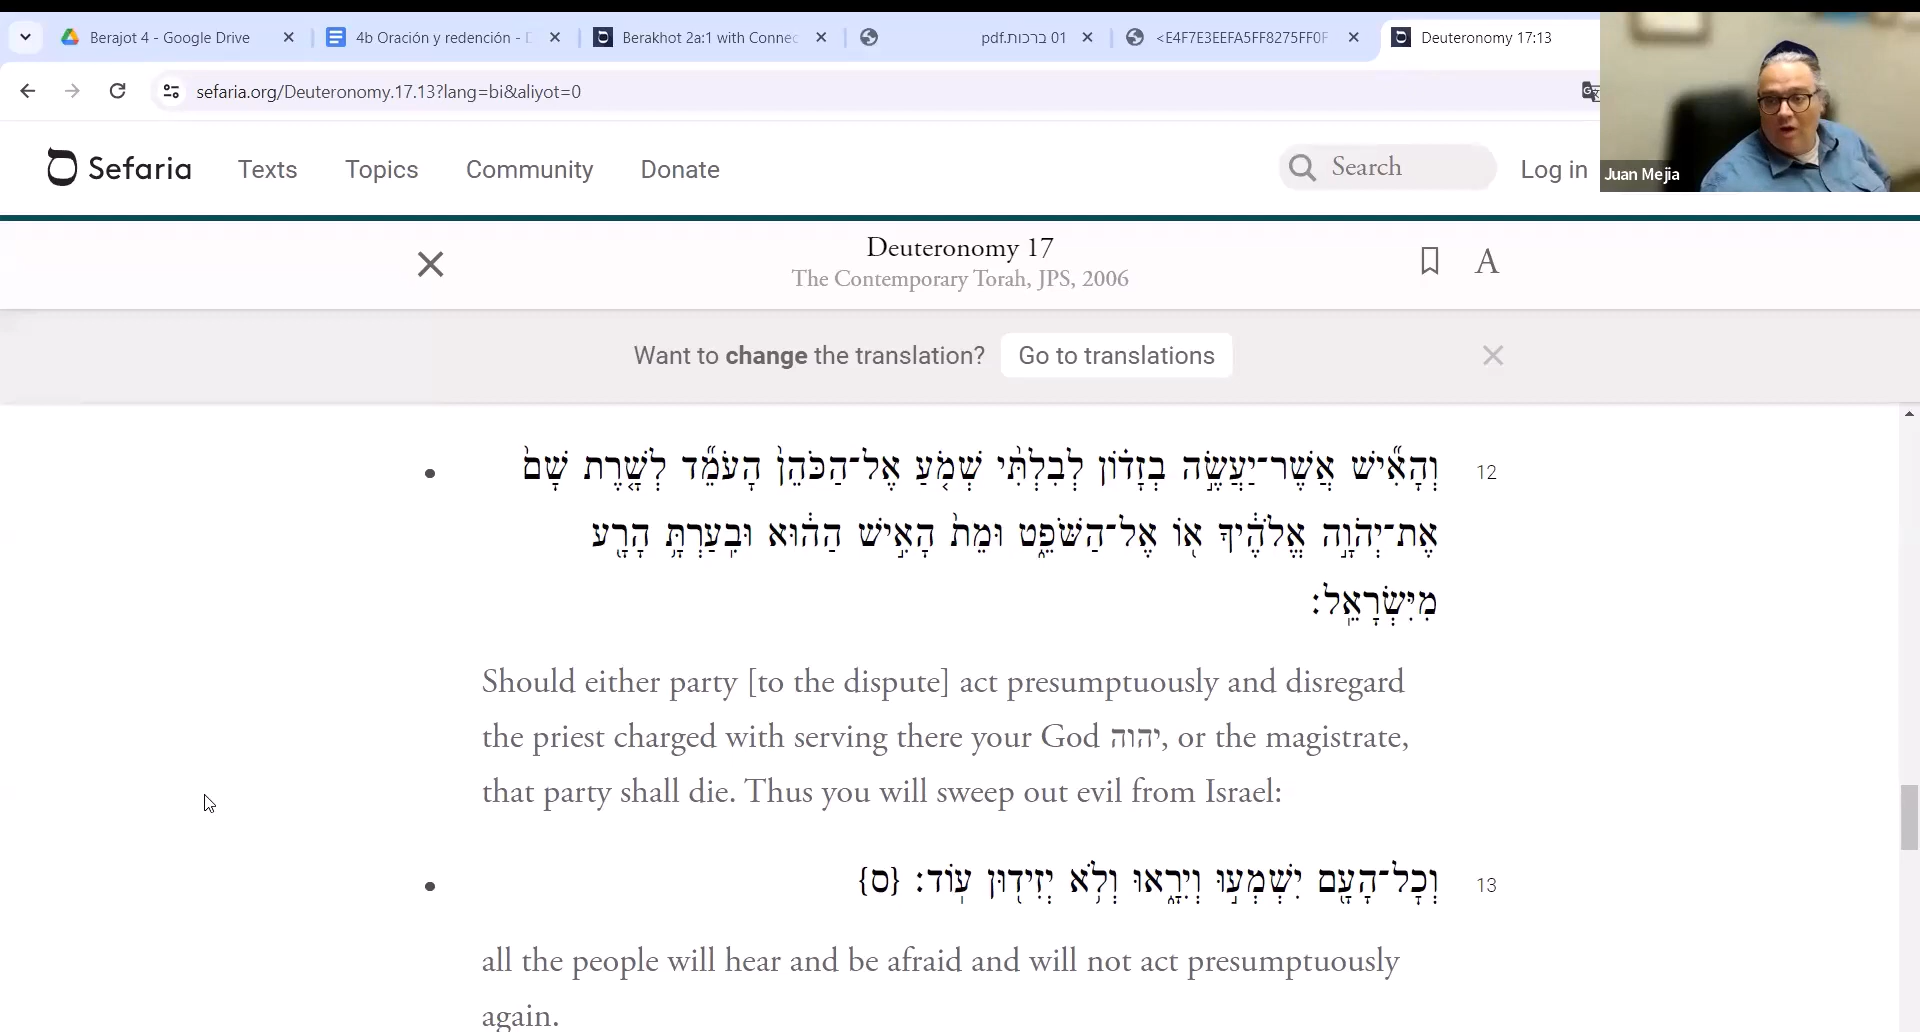 Berajot 4 - Google Drive
4b Oración y redención - D
Berakhot 2a:1 with Connec
01 ברכות.pdf
<E4F7E3EEFA5FF8275FF0F
Deuteronomy 17:13
sefaria.org/Deuteronomy.17.13?lang=bi&aliyot=0
Sefaria
Texts
Topics
Community
Donate
Search
Log in
Juan Mejia
Deuteronomy 17
The Contemporary Torah, JPS, 2006
A
Want to change the translation?
Go to translations
12
וְהָאִ֞ישׁ אֲשֶׁר־יַעֲשֶׂ֣ה בְזָד֗וֹן לְבִלְתִּ֨י שְׁמֹ֤עַ אֶל־הַכֹּהֵן֙ הָעֹמֵ֞ד לְשָׁ֤רֶת שָׁם֙
אֶת־יְהֹוָ֣ה אֱלֹהֶ֔יךָ א֖וֹ אֶל־הַשֹּׁפֵ֑ט וּמֵת֙ הָאִ֣ישׁ הַה֔וּא וּבִֽעַרְתָּ֥ הָרָ֖ע
מִיִּשְׂרָאֵֽל׃
Should either party [to the dispute] act presumptuously and disregard
the priest charged with serving there your God יהוה, or the magistrate,
that party shall die. Thus you will sweep out evil from Israel:
13
וְכׇל־הָעָ֖ם יִשְׁמְע֣וּ וְיִרָ֑אוּ וְלֹ֥א יְזִיד֖וּן עֽוֹד׃ {ס}
all the people will hear and be afraid and will not act presumptuously
again.